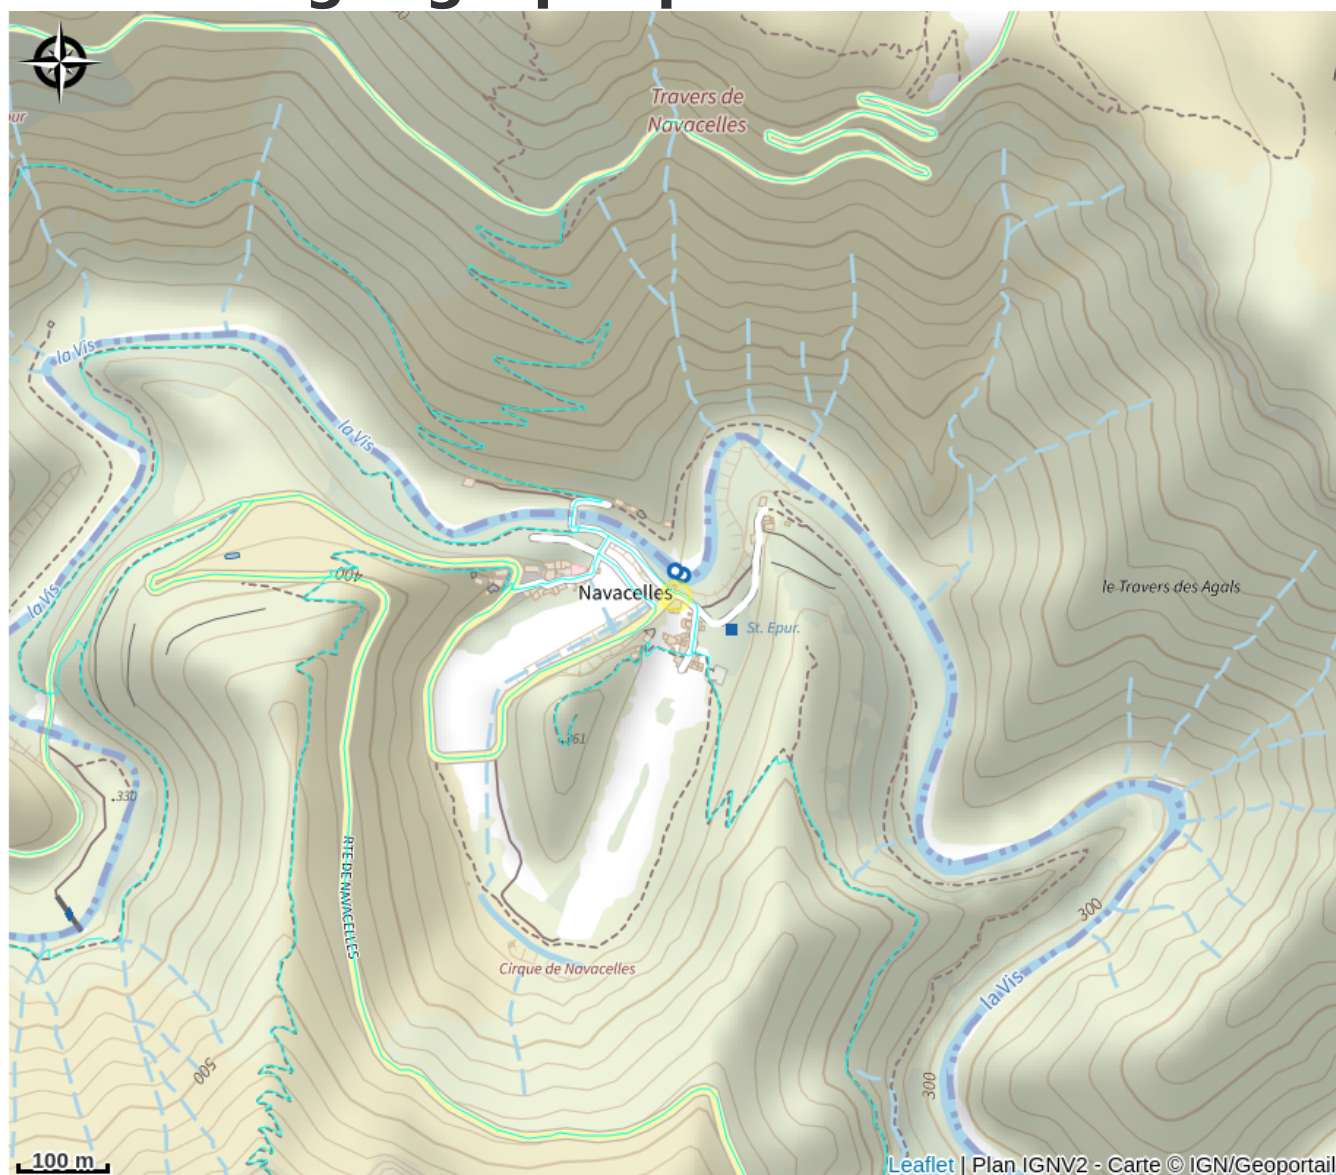 Travers de
Navacelles
la Vis
la Vis
400
Navacelles
la Vis
le Travers des Agals
St. Epur.
361
330
RTE DE NAVACELLES
300
Cirque de Navacelles
la Vis
500
300
100 m
Leaflet | Plan IGNV2 - Carte © IGN/Geoportail